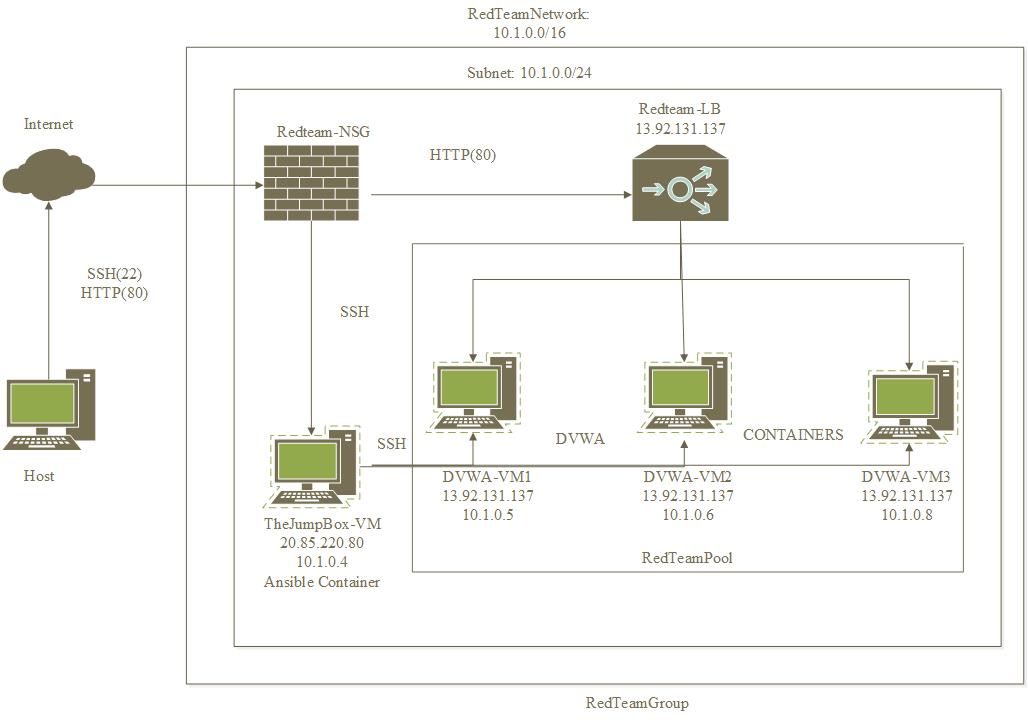 RedTeamNetwork:
10.1.0.0/16
Subnet: 10.1.0.0/24
Internet
Redteam-NSG
Redteam-LB
13.92.131.137
HTTP(80)
SSH(22)
HTTP(80)
SSH
SSH
DVWA
CONTAINERS
Host
DVWA-VM1
13.92.131.137
10.1.0.5
DVWA-VM2
13.92.131.137
10.1.0.6
DVWA-VM3
13.92.131.137
10.1.0.8
TheJumpBox-VM
20.85.220.80
10.1.0.4
Ansible Container
RedTeamPool
RedTeamGroup